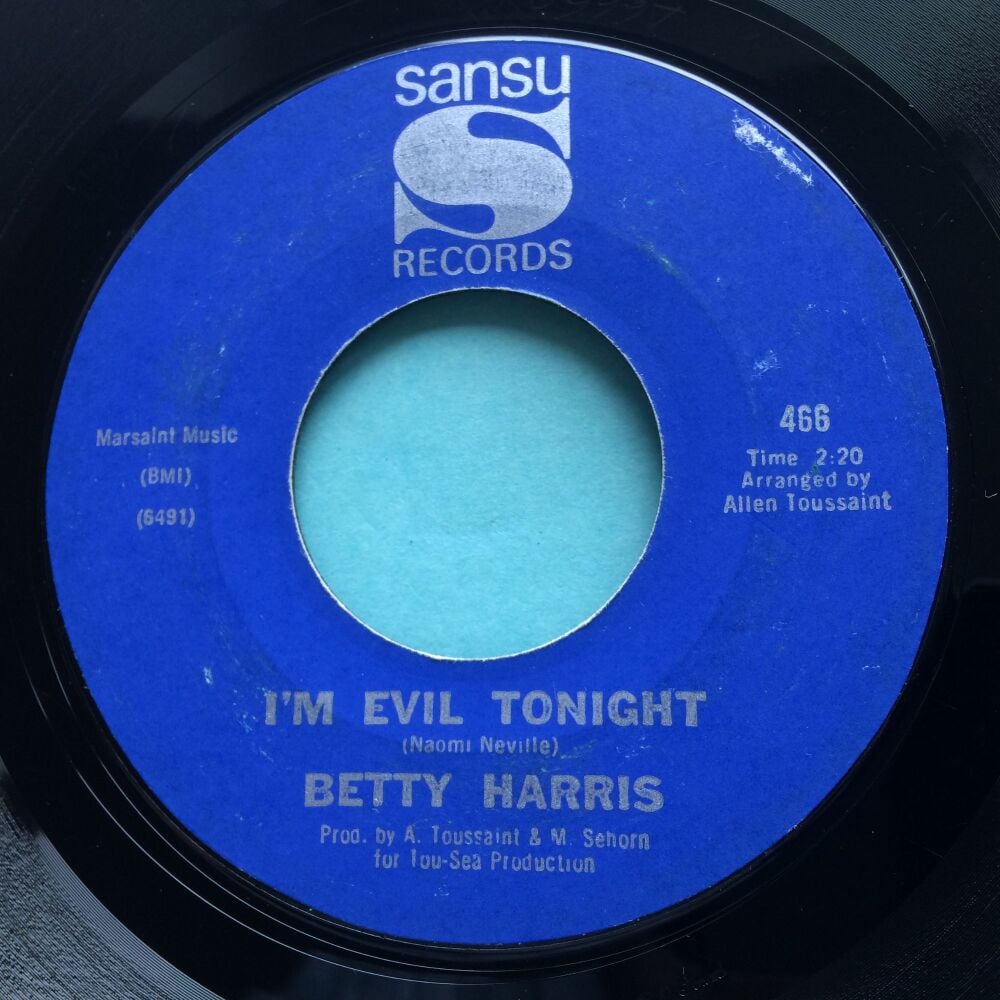 sansu
S
RECORDS
Marsaint Music
(BMI)
(6491)
466
Time 2:20
Arranged by
Allen Toussaint
I'M EVIL TONIGHT
(Naomi Neville)
BETTY HARRIS
Prod. by A. Toussaint & M. Sehorn
for Tou-Sea Production